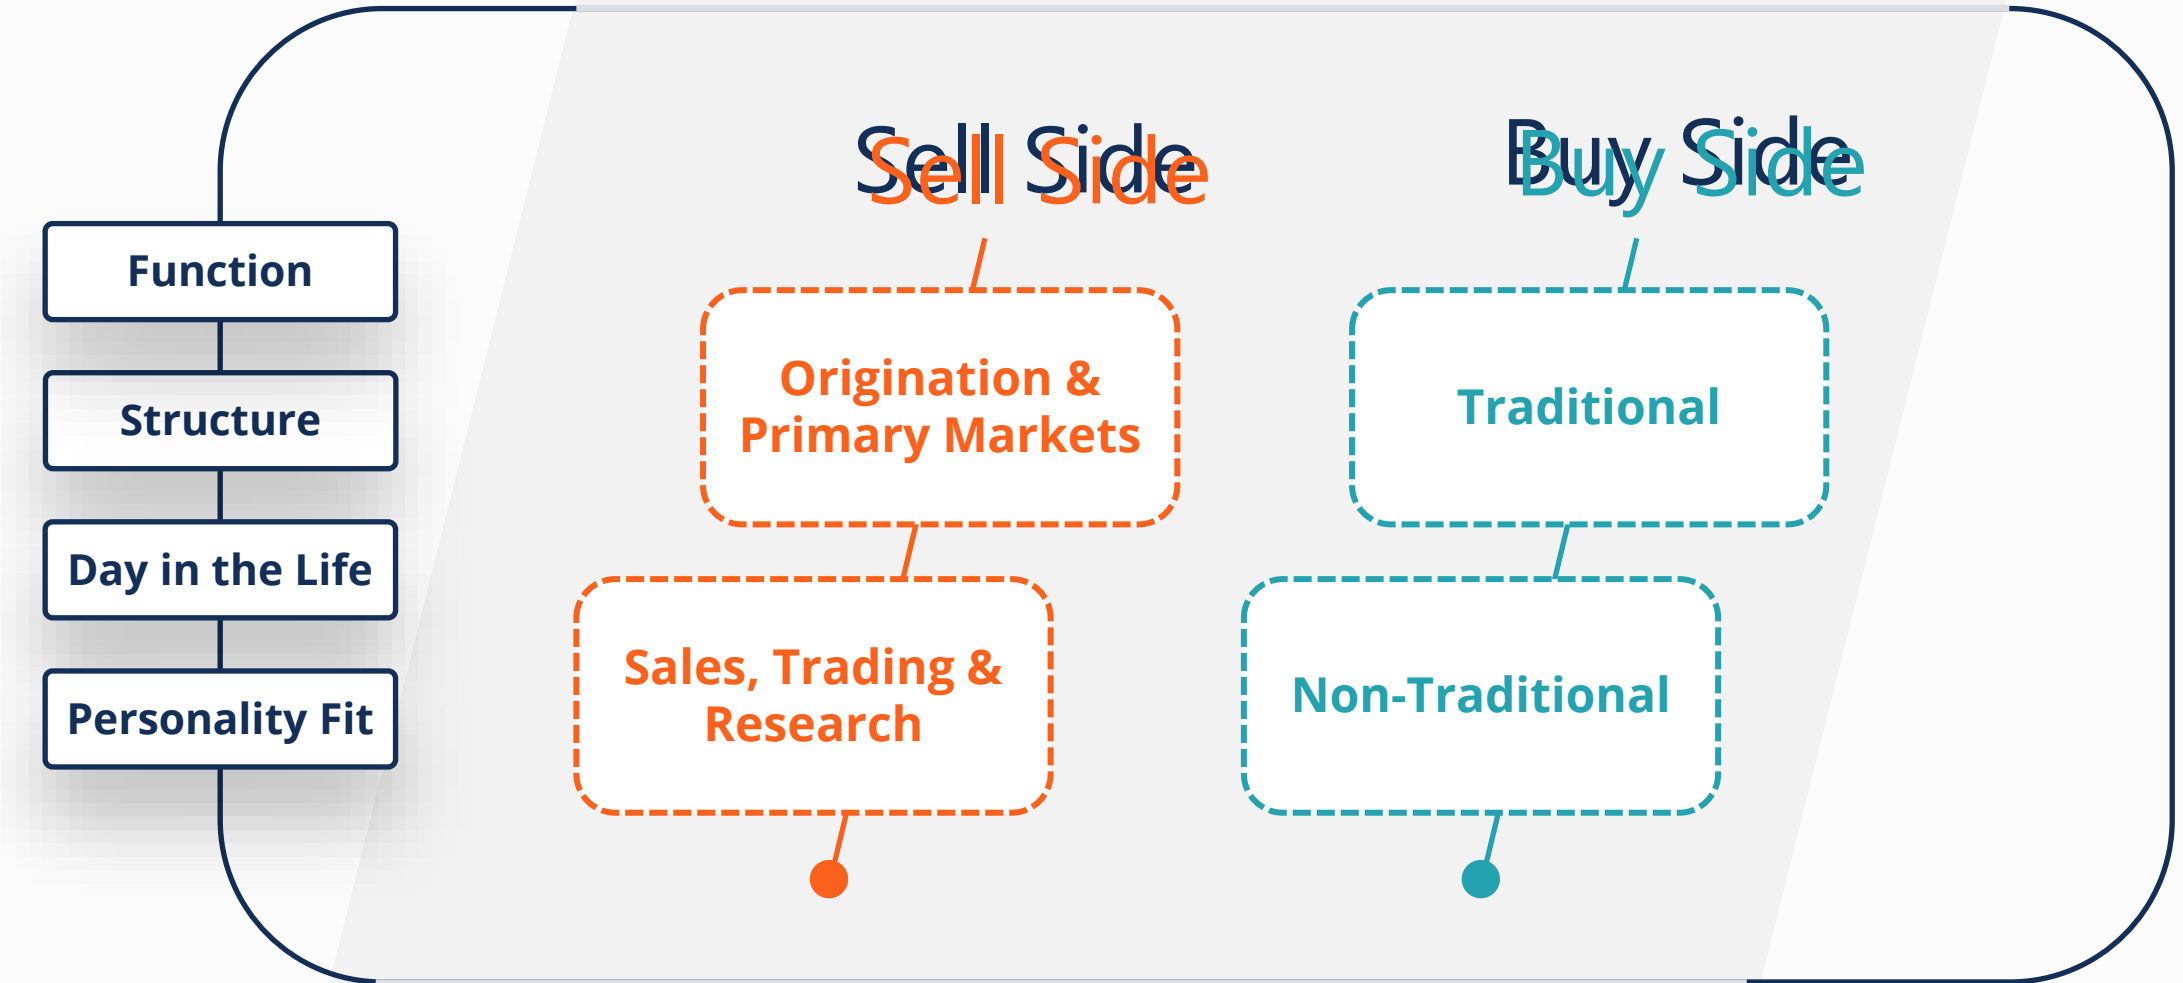 Sell Side
Buy Side
Function
Structure
Day in the Life
Personality Fit
Origination &
Primary Markets
Sales, Trading &
Research
Traditional
Non-Traditional